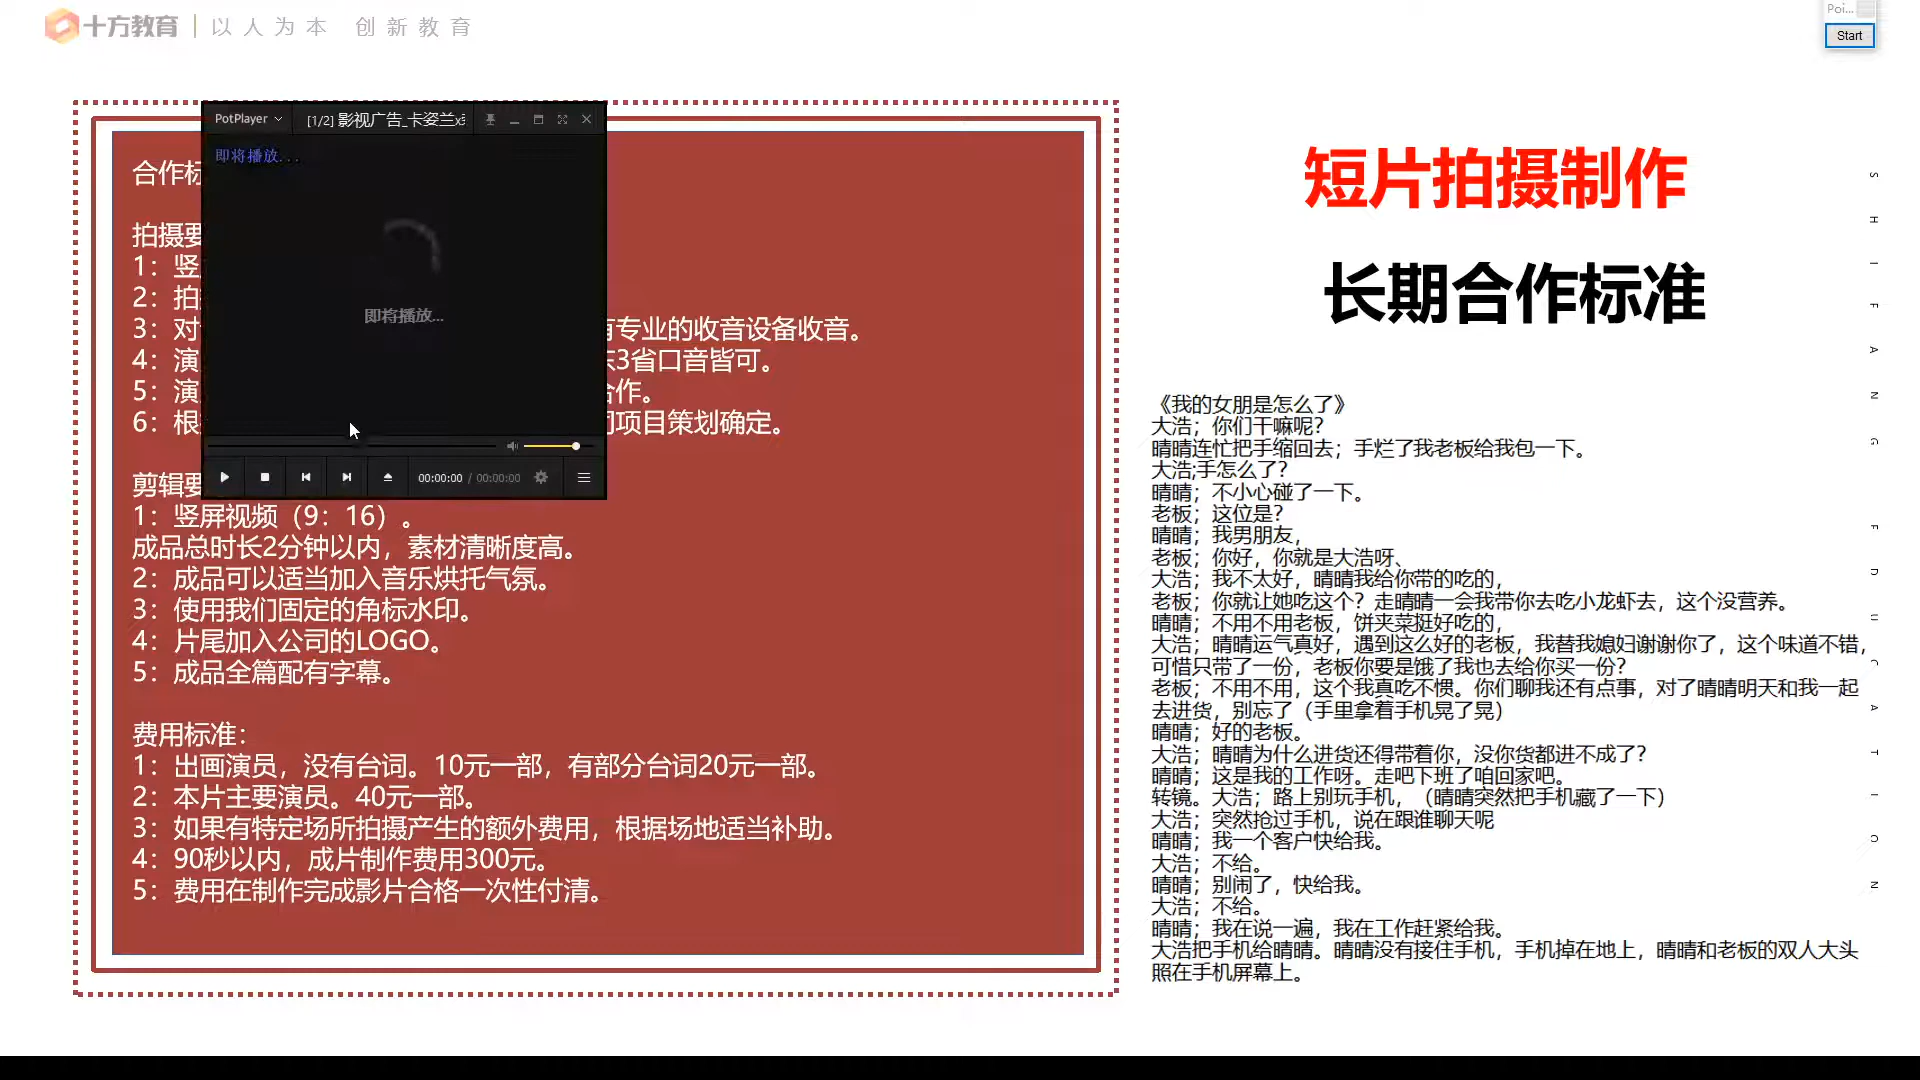 十方教育 以人为本 创新教育
Poi...
Start
PotPlayer [1/2] 影视广告_卡姿兰x
即将播放...
即将播放...
00:00:00 / 00:00:00
合作标
拍摄要
1：竖
2：拍
3：对 有专业的收音设备收音。
4：演 东3省口音皆可。
5：演 合作。
6：根 司项目策划确定。
剪辑要
1：竖屏视频（9：16）。
成品总时长2分钟以内，素材清晰度高。
2：成品可以适当加入音乐烘托气氛。
3：使用我们固定的角标水印。
4：片尾加入公司的LOGO。
5：成品全篇配有字幕。
费用标准：
1：出画演员，没有台词。10元一部，有部分台词20元一部。
2：本片主要演员。40元一部。
3：如果有特定场所拍摄产生的额外费用，根据场地适当补助。
4：90秒以内，成片制作费用300元。
5：费用在制作完成影片合格一次性付清。
短片拍摄制作
长期合作标准
《我的女朋是怎么了》
大浩；你们干嘛呢？
晴晴连忙把手缩回去；手烂了我老板给我包一下。
大浩;手怎么了？
晴晴；不小心碰了一下。
老板；这位是？
晴晴；我男朋友，
老板；你好，你就是大浩呀、
大浩；我不太好，晴晴我给你带的吃的，
老板；你就让她吃这个？走晴晴一会我带你去吃小龙虾去，这个没营养。
晴晴；不用不用老板，饼夹菜挺好吃的，
大浩；晴晴运气真好，遇到这么好的老板，我替我媳妇谢谢你了，这个味道不错，
可惜只带了一份，老板你要是饿了我也去给你买一份？
老板；不用不用，这个我真吃不惯。你们聊我还有点事，对了晴晴明天和我一起
去进货，别忘了（手里拿着手机晃了晃）
晴晴；好的老板。
大浩；晴晴为什么进货还得带着你，没你货都进不成了？
晴晴；这是我的工作呀。走吧下班了咱回家吧。
转镜。大浩；路上别玩手机，（晴晴突然把手机藏了一下）
大浩；突然抢过手机，说在跟谁聊天呢
晴晴；我一个客户快给我。
大浩；不给。
晴晴；别闹了，快给我。
大浩；不给。
晴晴；我在说一遍，我在工作赶紧给我。
大浩把手机给晴晴。晴晴没有接住手机，手机掉在地上，晴晴和老板的双人大头
照在手机屏幕上。
SHIFANG EDUCATION